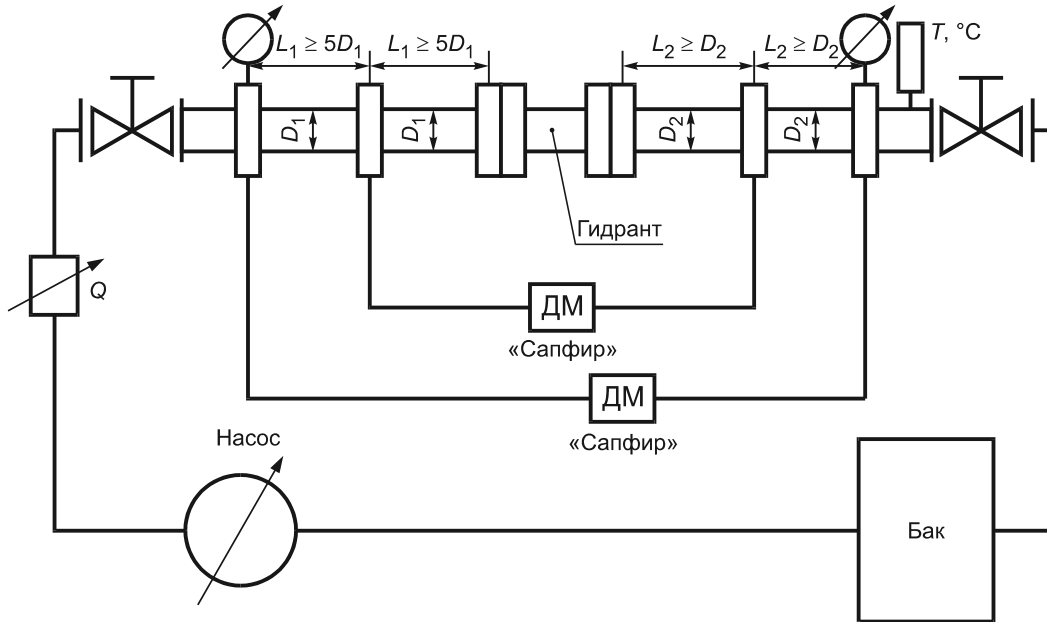 L₁ ≥ 5D₁
L₁ ≥ 5D₁
L₂ ≥ D₂
L₂ ≥ D₂
T, °C
D₁
D₁
D₂
D₂
Гидрант
Q
ДМ
«Сапфир»
ДМ
«Сапфир»
Насос
Бак